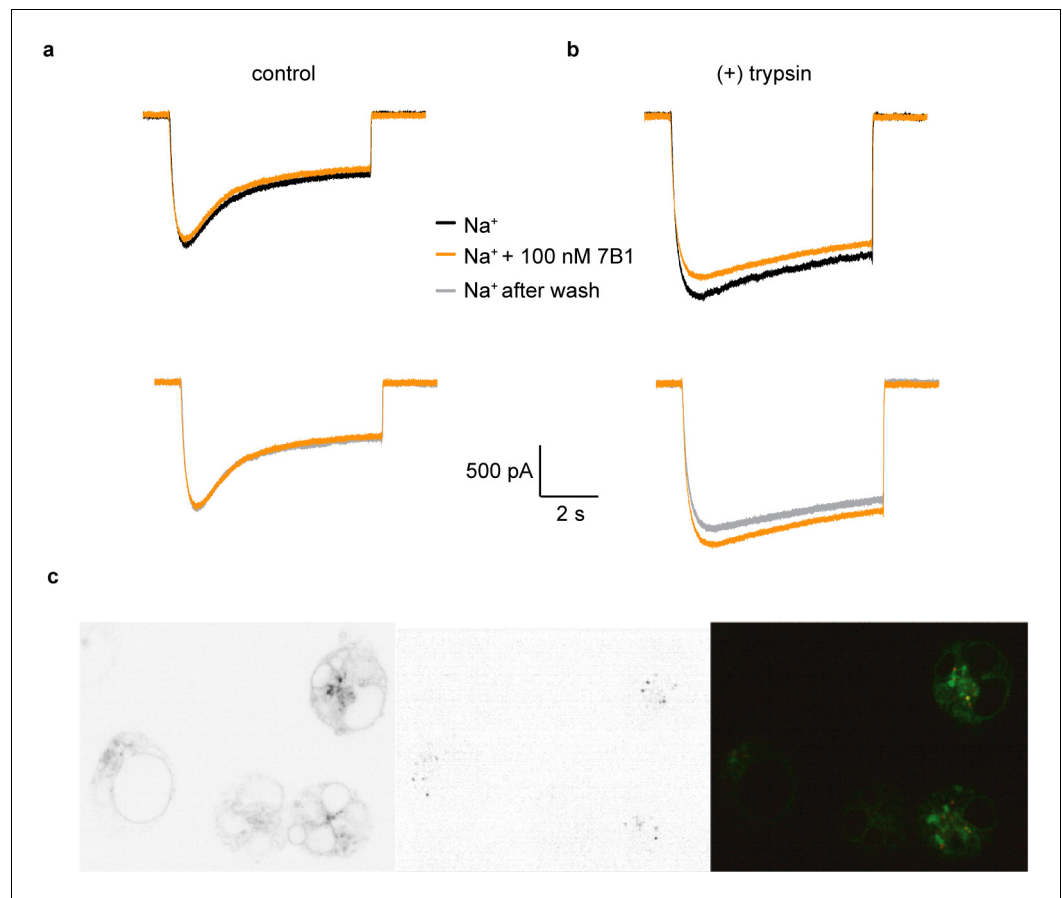 a
b
control
(+) trypsin
Na⁺
Na⁺ + 100 nM 7B1
Na⁺ after wash
500 pA
2 s
c